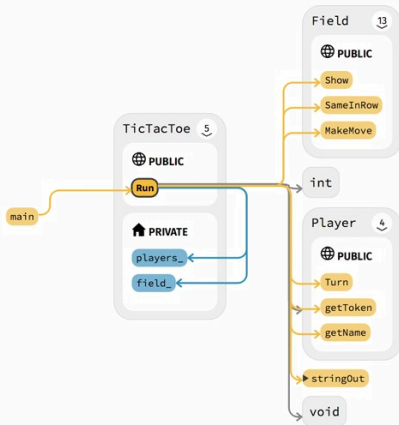 main
TicTacToe 5
PUBLIC
Run
PRIVATE
players_
field_
Field 13
PUBLIC
Show
SameInRow
MakeMove
int
Player 4
PUBLIC
Turn
getToken
getName
stringOut
void